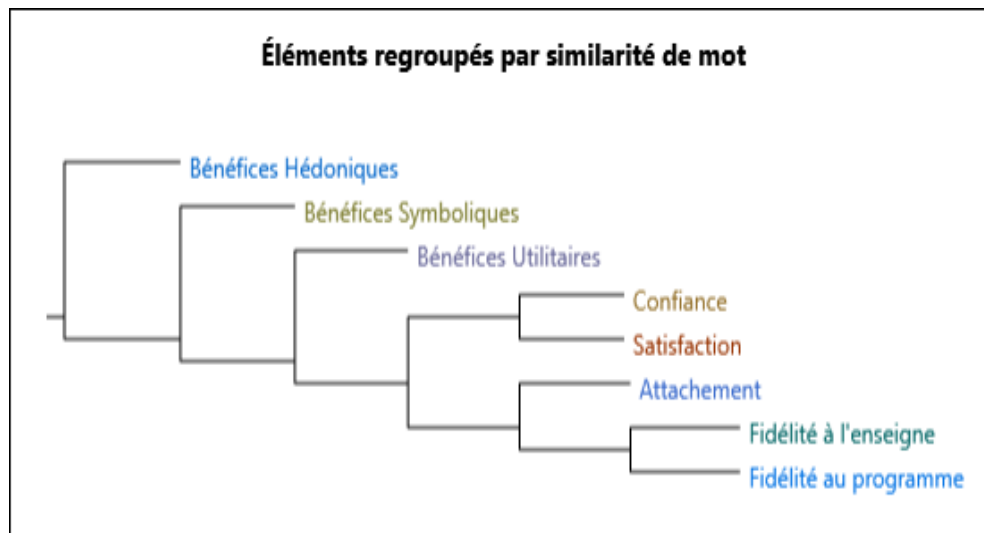 Éléments regroupés par similarité de mot
Bénéfices Hédoniques
Bénéfices Symboliques
Bénéfices Utilitaires
Confiance
Satisfaction
Attachement
Fidélité à l'enseigne
Fidélité au programme